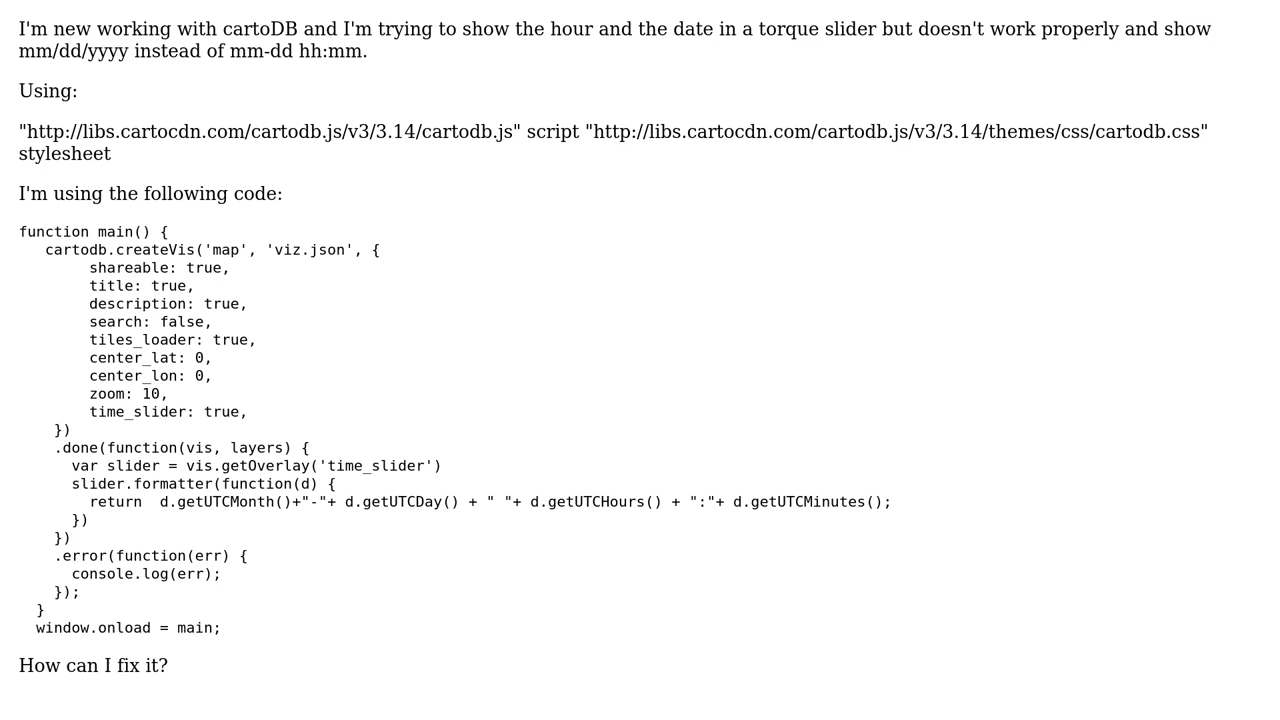 I'm new working with cartoDB and I'm trying to show the hour and the date in a torque slider but doesn't work properly and show
mm/dd/yyyy instead of mm-dd hh:mm.
Using:
"http://libs.cartocdn.com/cartodb.js/v3/3.14/cartodb.js" script "http://libs.cartocdn.com/cartodb.js/v3/3.14/themes/css/cartodb.css"
stylesheet
I'm using the following code:
function main() {
   cartodb.createVis('map', 'viz.json', {
        shareable: true,
        title: true,
        description: true,
        search: false,
        tiles_loader: true,
        center_lat: 0,
        center_lon: 0,
        zoom: 10,
        time_slider: true,
    })
    .done(function(vis, layers) {
      var slider = vis.getOverlay('time_slider')
      slider.formatter(function(d) {
        return  d.getUTCMonth()+"-"+ d.getUTCDay() + " "+ d.getUTCHours() + ":"+ d.getUTCMinutes();
      })
    })
    .error(function(err) {
      console.log(err);
    });
  }
  window.onload = main;
How can I fix it?